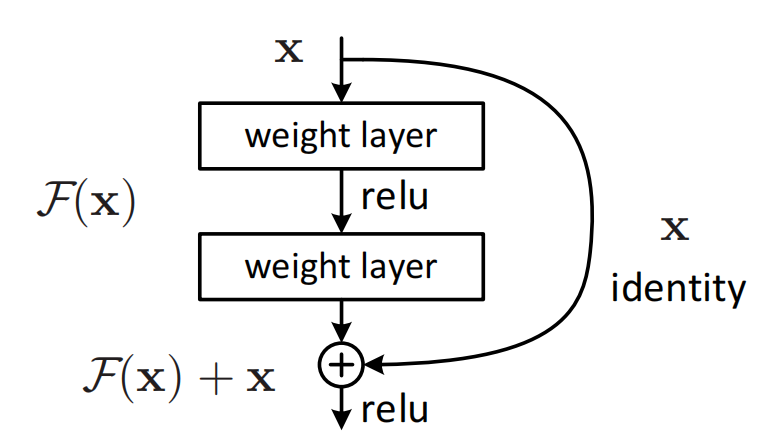 x
weight layer
relu
F(x)
x
weight layer
identity
F(x) + x
+
relu